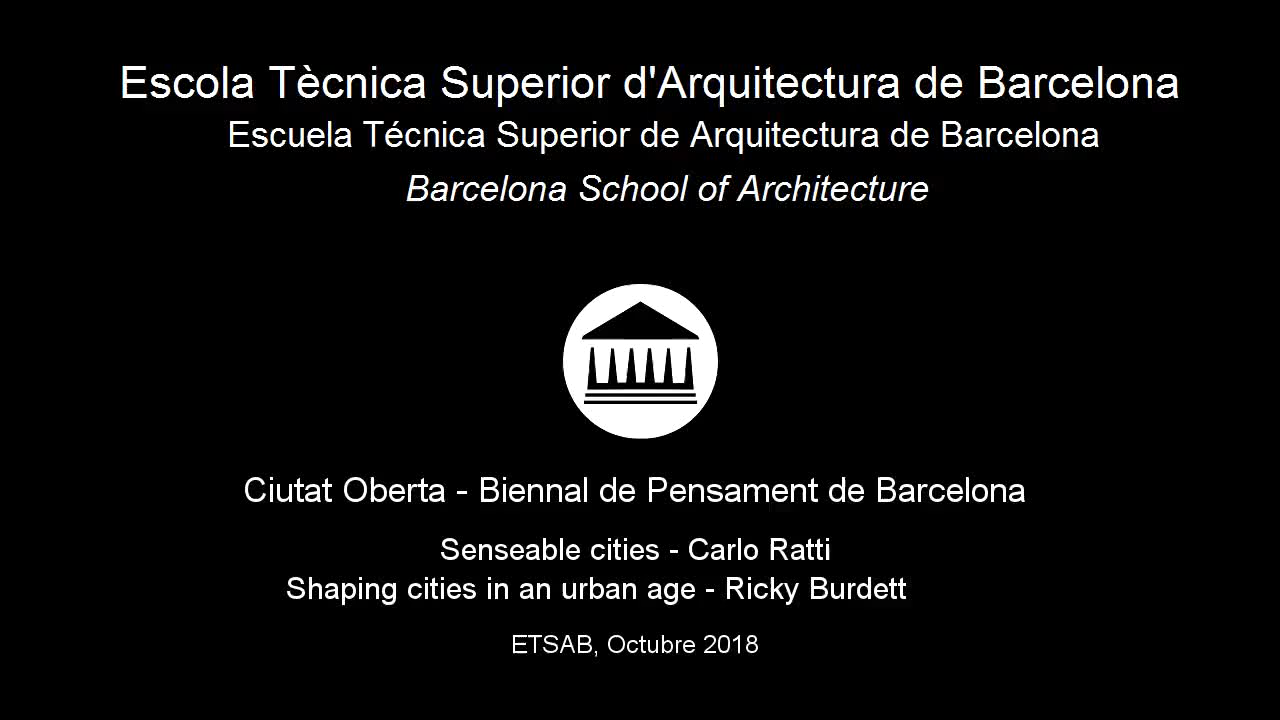 Escola Tècnica Superior d'Arquitectura de Barcelona
Escuela Técnica Superior de Arquitectura de Barcelona
Barcelona School of Architecture
Ciutat Oberta - Biennal de Pensament de Barcelona
Senseable cities - Carlo Ratti
Shaping cities in an urban age - Ricky Burdett
ETSAB, Octubre 2018